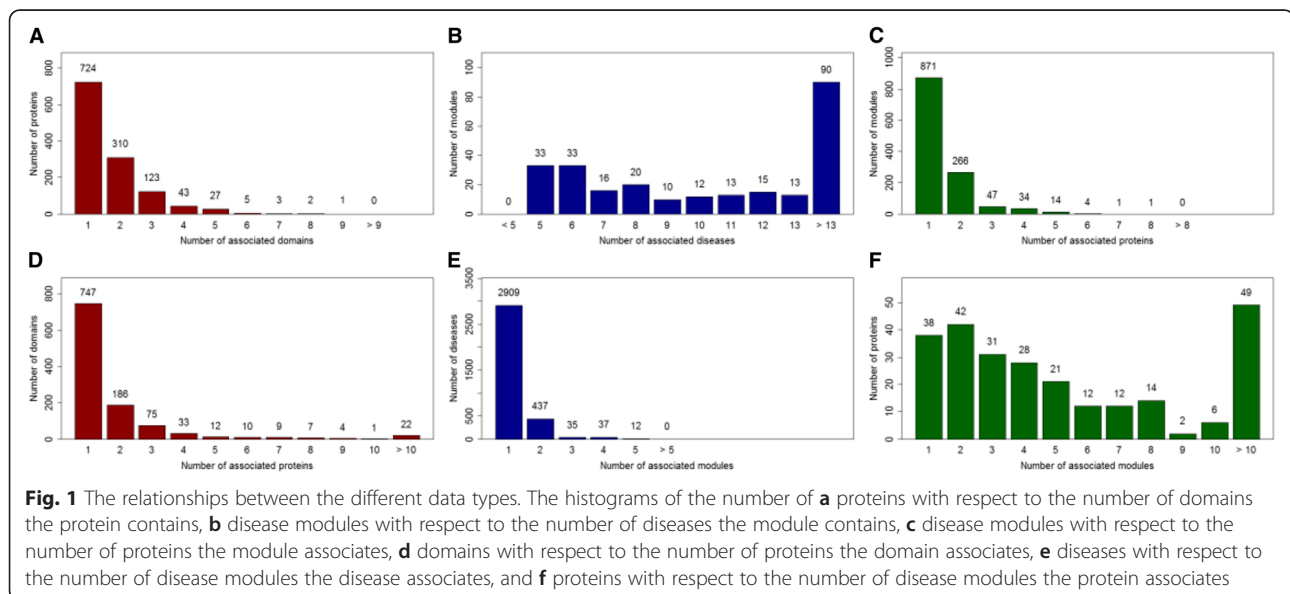 A
Number of proteins
0 200 400 600 800
724 310 123 43 27 5 3 2 1 0
1 2 3 4 5 6 7 8 9 > 9
Number of associated domains
B
Number of modules
0 20 40 60 80 100
0 33 33 16 20 10 12 13 15 13 90
< 5 5 6 7 8 9 10 11 12 13 > 13
Number of associated diseases
C
Number of modules
0 200 400 600 800 1000
871 266 47 34 14 4 1 1 0
1 2 3 4 5 6 7 8 > 8
Number of associated proteins
D
Number of domains
0 200 400 600 800
747 186 75 33 12 10 9 7 4 1 22
1 2 3 4 5 6 7 8 9 10 > 10
Number of associated proteins
E
Number of diseases
0 500 1500 2500 3500
2909 437 35 37 12 0
1 2 3 4 5 > 5
Number of associated modules
F
Number of proteins
0 10 20 30 40 50
38 42 31 28 21 12 12 14 2 6 49
1 2 3 4 5 6 7 8 9 10 > 10
Number of associated modules
Fig. 1 The relationships between the different data types. The histograms of the number of a proteins with respect to the number of domains
the protein contains, b disease modules with respect to the number of diseases the module contains, c disease modules with respect to the
number of proteins the module associates, d domains with respect to the number of proteins the domain associates, e diseases with respect to
the number of disease modules the disease associates, and f proteins with respect to the number of disease modules the protein associates